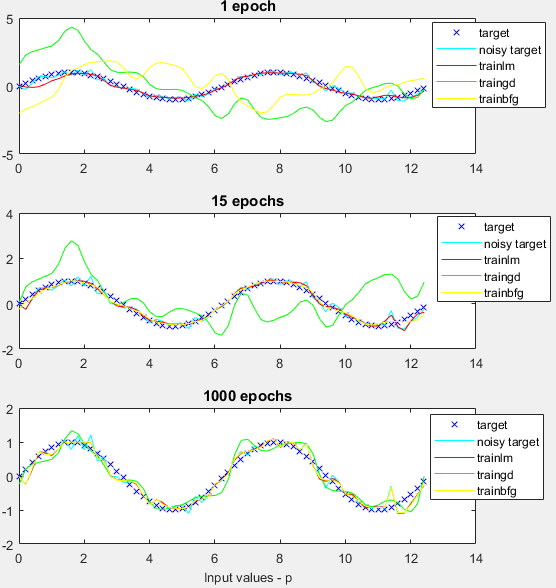 1 epoch
5
0
-5
0 2 4 6 8 10 12 14
target
noisy target
trainlm
traingd
trainbfg
15 epochs
4
2
0
-2
0 2 4 6 8 10 12 14
target
noisy target
trainlm
traingd
trainbfg
1000 epochs
2
1
0
-1
-2
0 2 4 6 8 10 12 14
Input values - p
target
noisy target
trainlm
traingd
trainbfg